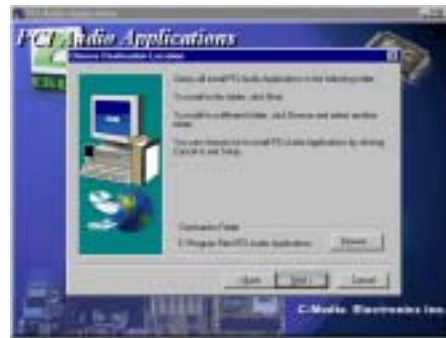 PCI Audio Applications
Choose Destination Location
Setup will install PCI Audio Applications in the following folder.
To install to this folder, click Next.
To install to a different folder, click Browse and select another
folder.
You can choose not to install PCI Audio Applications by clicking
Cancel to exit Setup.
Destination Folder
C:\Program Files\PCI Audio Applications
Browse...
< Back
Next >
Cancel
C-Media Electronics Inc.